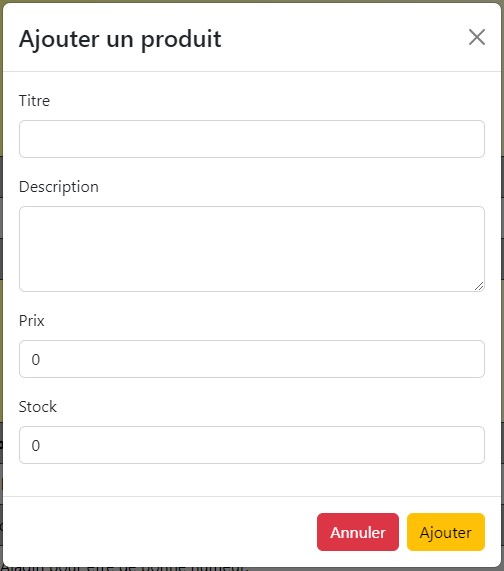 Ajouter un produit
Titre
Description
Prix
0
Stock
0
Annuler
Ajouter